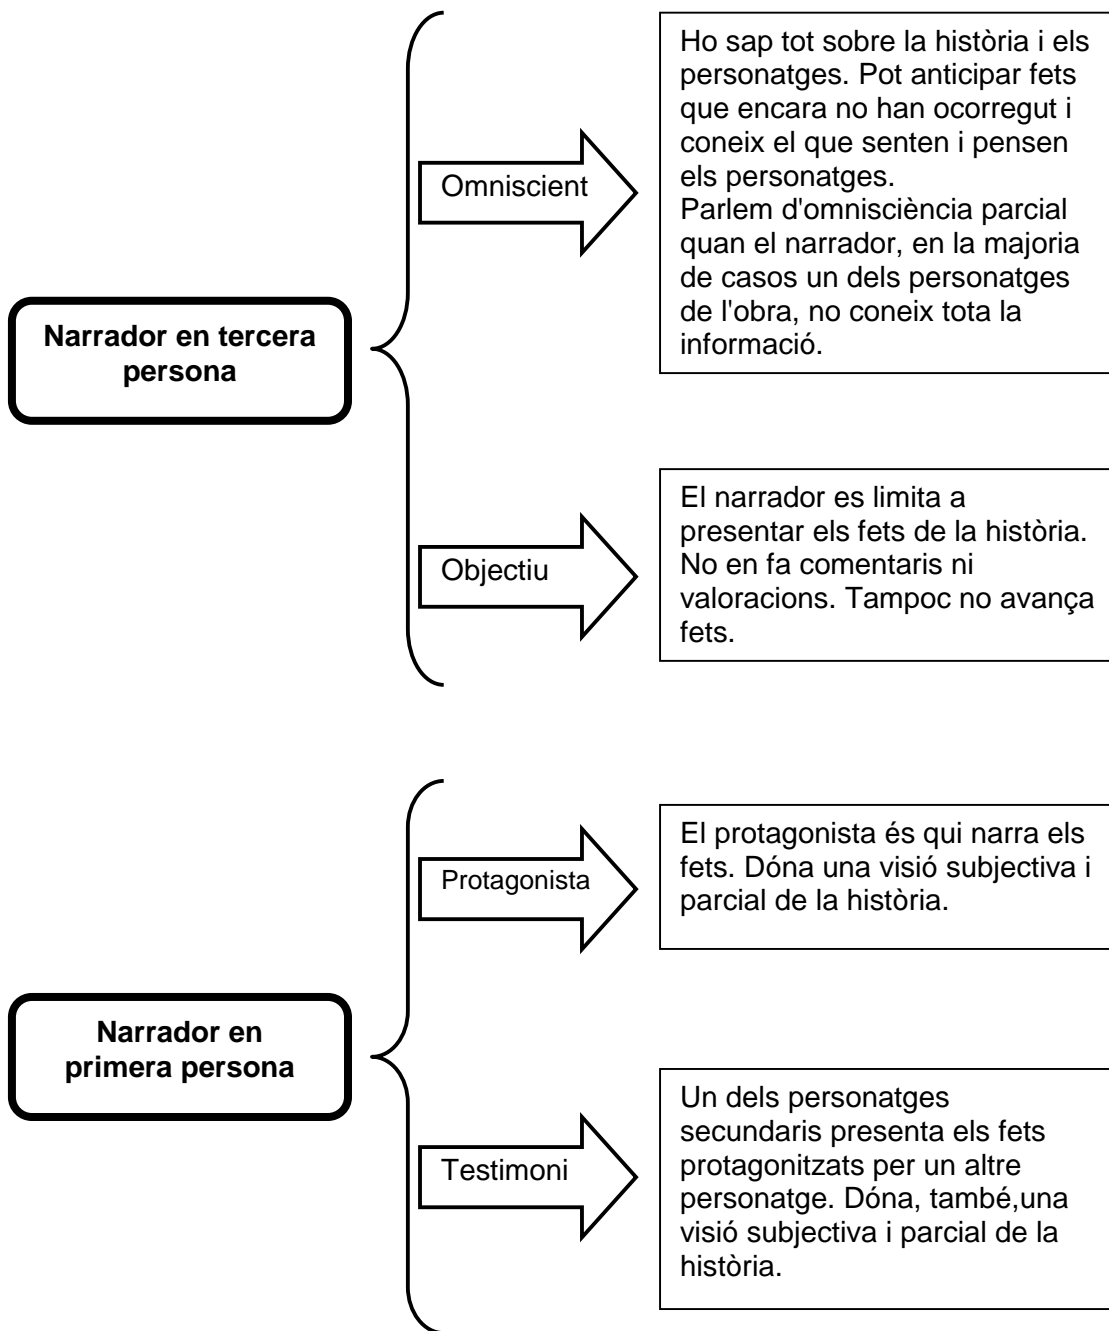 Narrador en tercera
persona
Omniscient
Ho sap tot sobre la història i els
personatges. Pot anticipar fets
que encara no han ocorregut i
coneix el que senten i pensen
els personatges.
Parlem d'omnisciència parcial
quan el narrador, en la majoria
de casos un dels personatges
de l'obra, no coneix tota la
informació.
Objectiu
El narrador es limita a
presentar els fets de la història.
No en fa comentaris ni
valoracions. Tampoc no avança
fets.
Narrador en
primera persona
Protagonista
El protagonista és qui narra els
fets. Dóna una visió subjectiva i
parcial de la història.
Testimoni
Un dels personatges
secundaris presenta els fets
protagonitzats per un altre
personatge. Dóna, també,una
visió subjectiva i parcial de la
història.